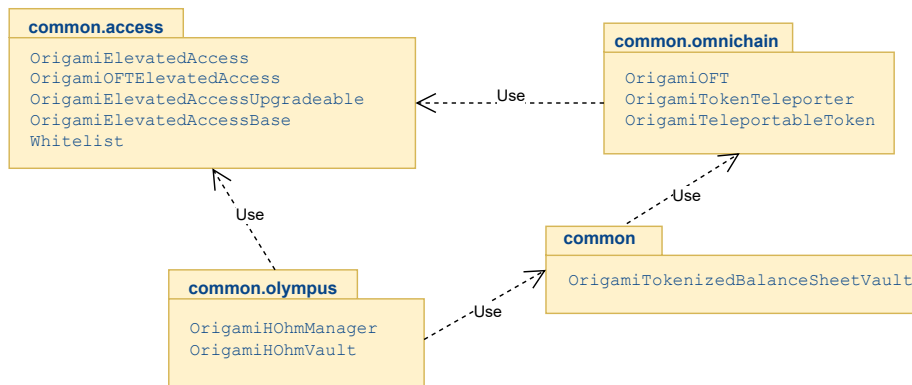 common.access
OrigamiElevatedAccess
OrigamiOFTElevatedAccess
OrigamiElevatedAccessUpgradeable
OrigamiElevatedAccessBase
Whitelist
Use
common.omnichain
OrigamiOFT
OrigamiTokenTeleporter
OrigamiTeleportableToken
Use
Use
common
OrigamiTokenizedBalanceSheetVault
common.olympus
OrigamiHOhmManager
OrigamiHOhmVault
Use